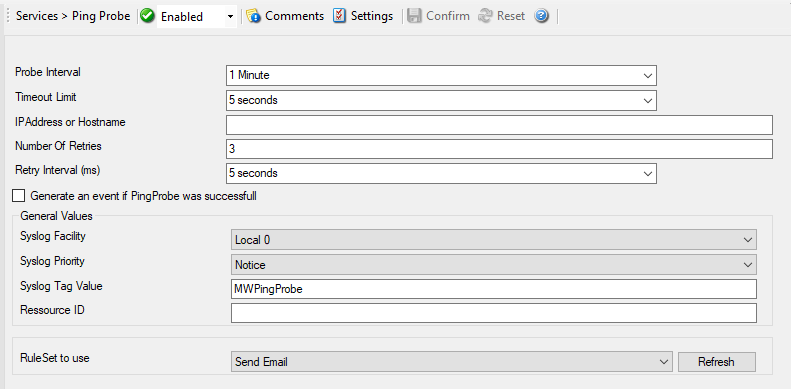 Services > Ping Probe Enabled Comments Settings Confirm Reset
Probe Interval 1 Minute
Timeout Limit 5 seconds
IPAddress or Hostname
Number Of Retries 3
Retry Interval (ms) 5 seconds
Generate an event if PingProbe was successfull
General Values
Syslog Facility Local 0
Syslog Priority Notice
Syslog Tag Value MWPingProbe
Ressource ID
RuleSet to use Send Email Refresh